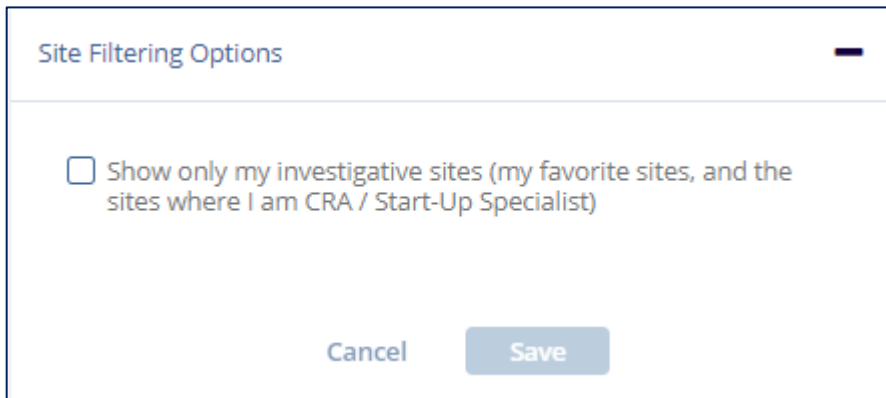 Site Filtering Options
Show only my investigative sites (my favorite sites, and the
sites where I am CRA / Start-Up Specialist)
Cancel Save